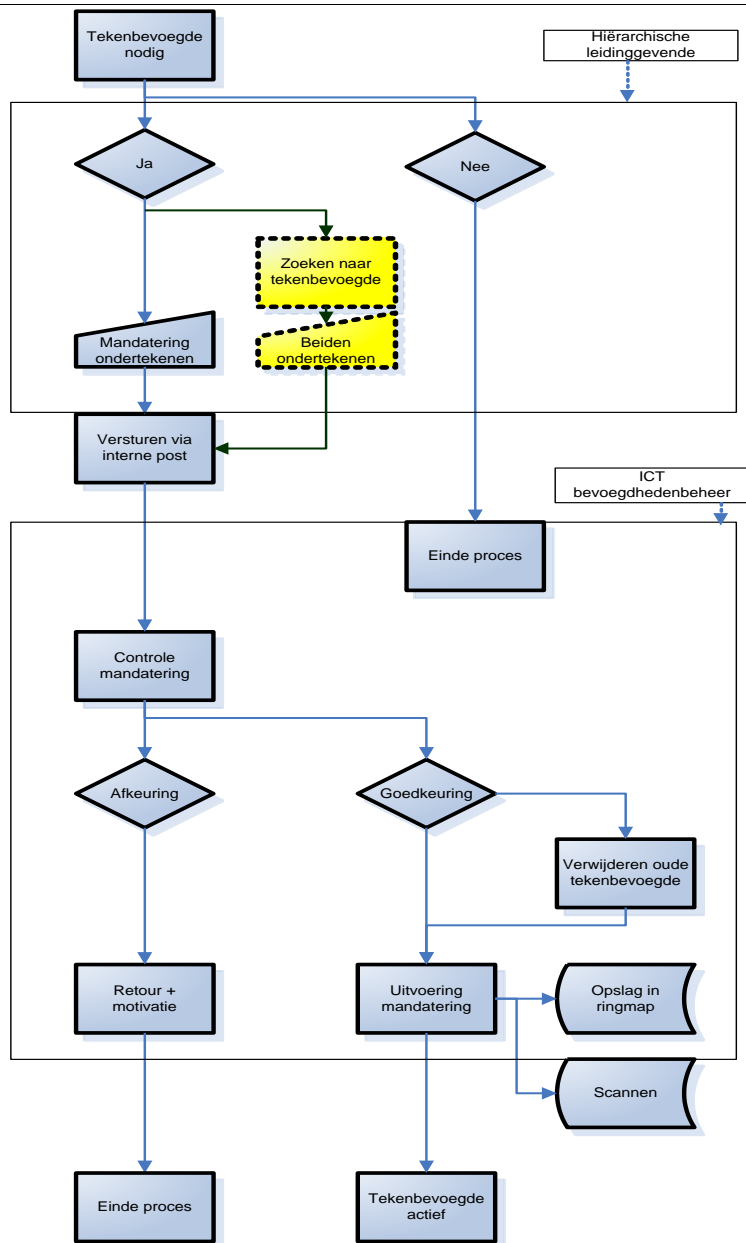 Tekenbevoegde
nodig
Hiërarchische
leidinggevende
Ja
Nee
Zoeken naar
tekenbevoegde
Mandatering
ondertekenen
Beiden
ondertekenen
Versturen via
interne post
ICT
bevoegdhedenbeheer
Einde proces
Controle
mandatering
Afkeuring
Goedkeuring
Verwijderen oude
tekenbevoegde
Retour +
motivatie
Uitvoering
mandatering
Opslag in
ringmap
Scannen
Einde proces
Tekenbevoegde
actief